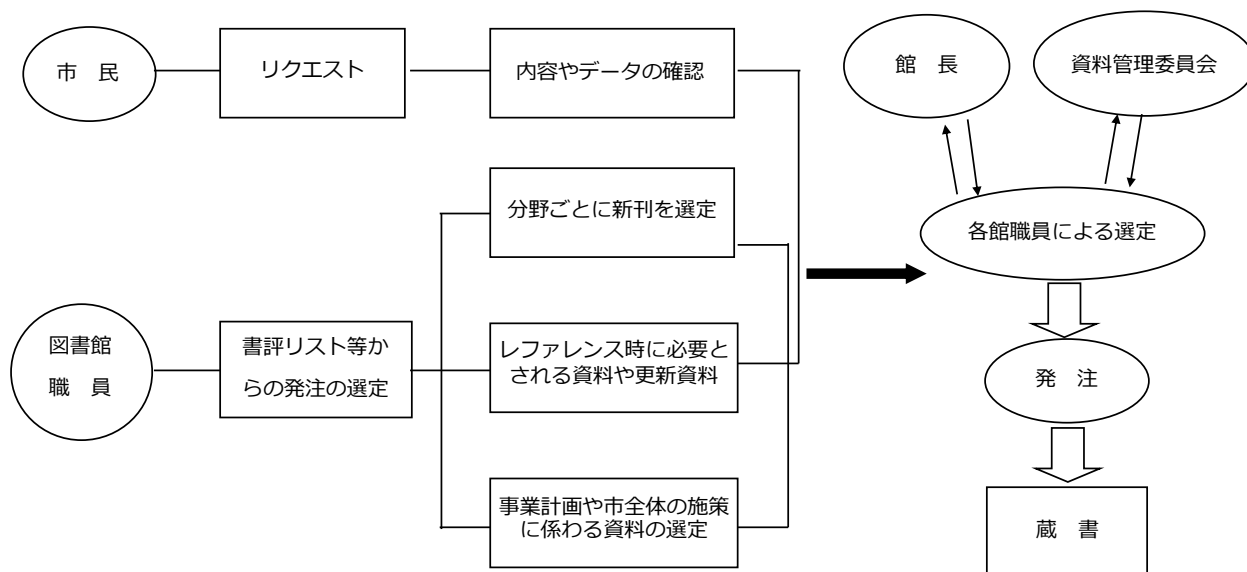 市　民
リクエスト
内容やデータの確認
館　長
資料管理委員会
分野ごとに新刊を選定
各館職員による選定
図書館
職　員
書評リスト等か
らの発注の選定
レファレンス時に必要と
される資料や更新資料
発　注
事業計画や市全体の施策
に係わる資料の選定
蔵　書